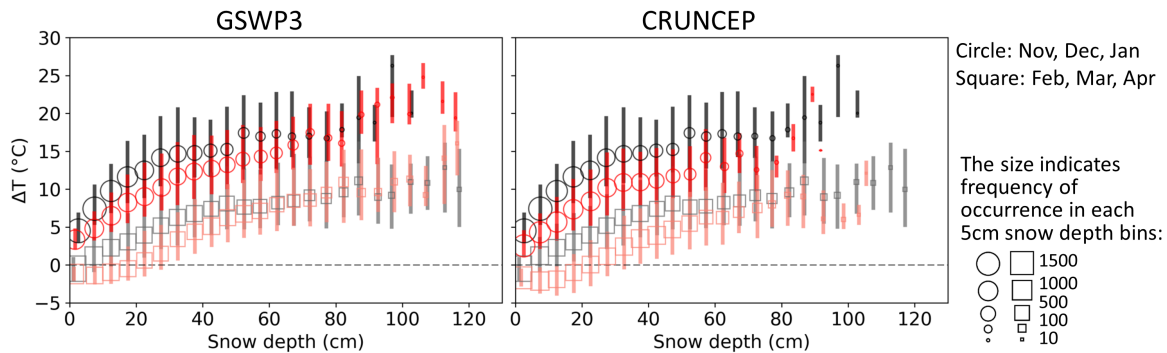 GSWP3
CRUNCEP
30
25
20
15
10
5
0
−5
ΔT (°C)
0 20 40 60 80 100 120
0 20 40 60 80 100 120
Snow depth (cm)
Snow depth (cm)
Circle: Nov, Dec, Jan
Square: Feb, Mar, Apr
The size indicates
frequency of
occurrence in each
5cm snow depth bins:
1500
1000
500
100
10